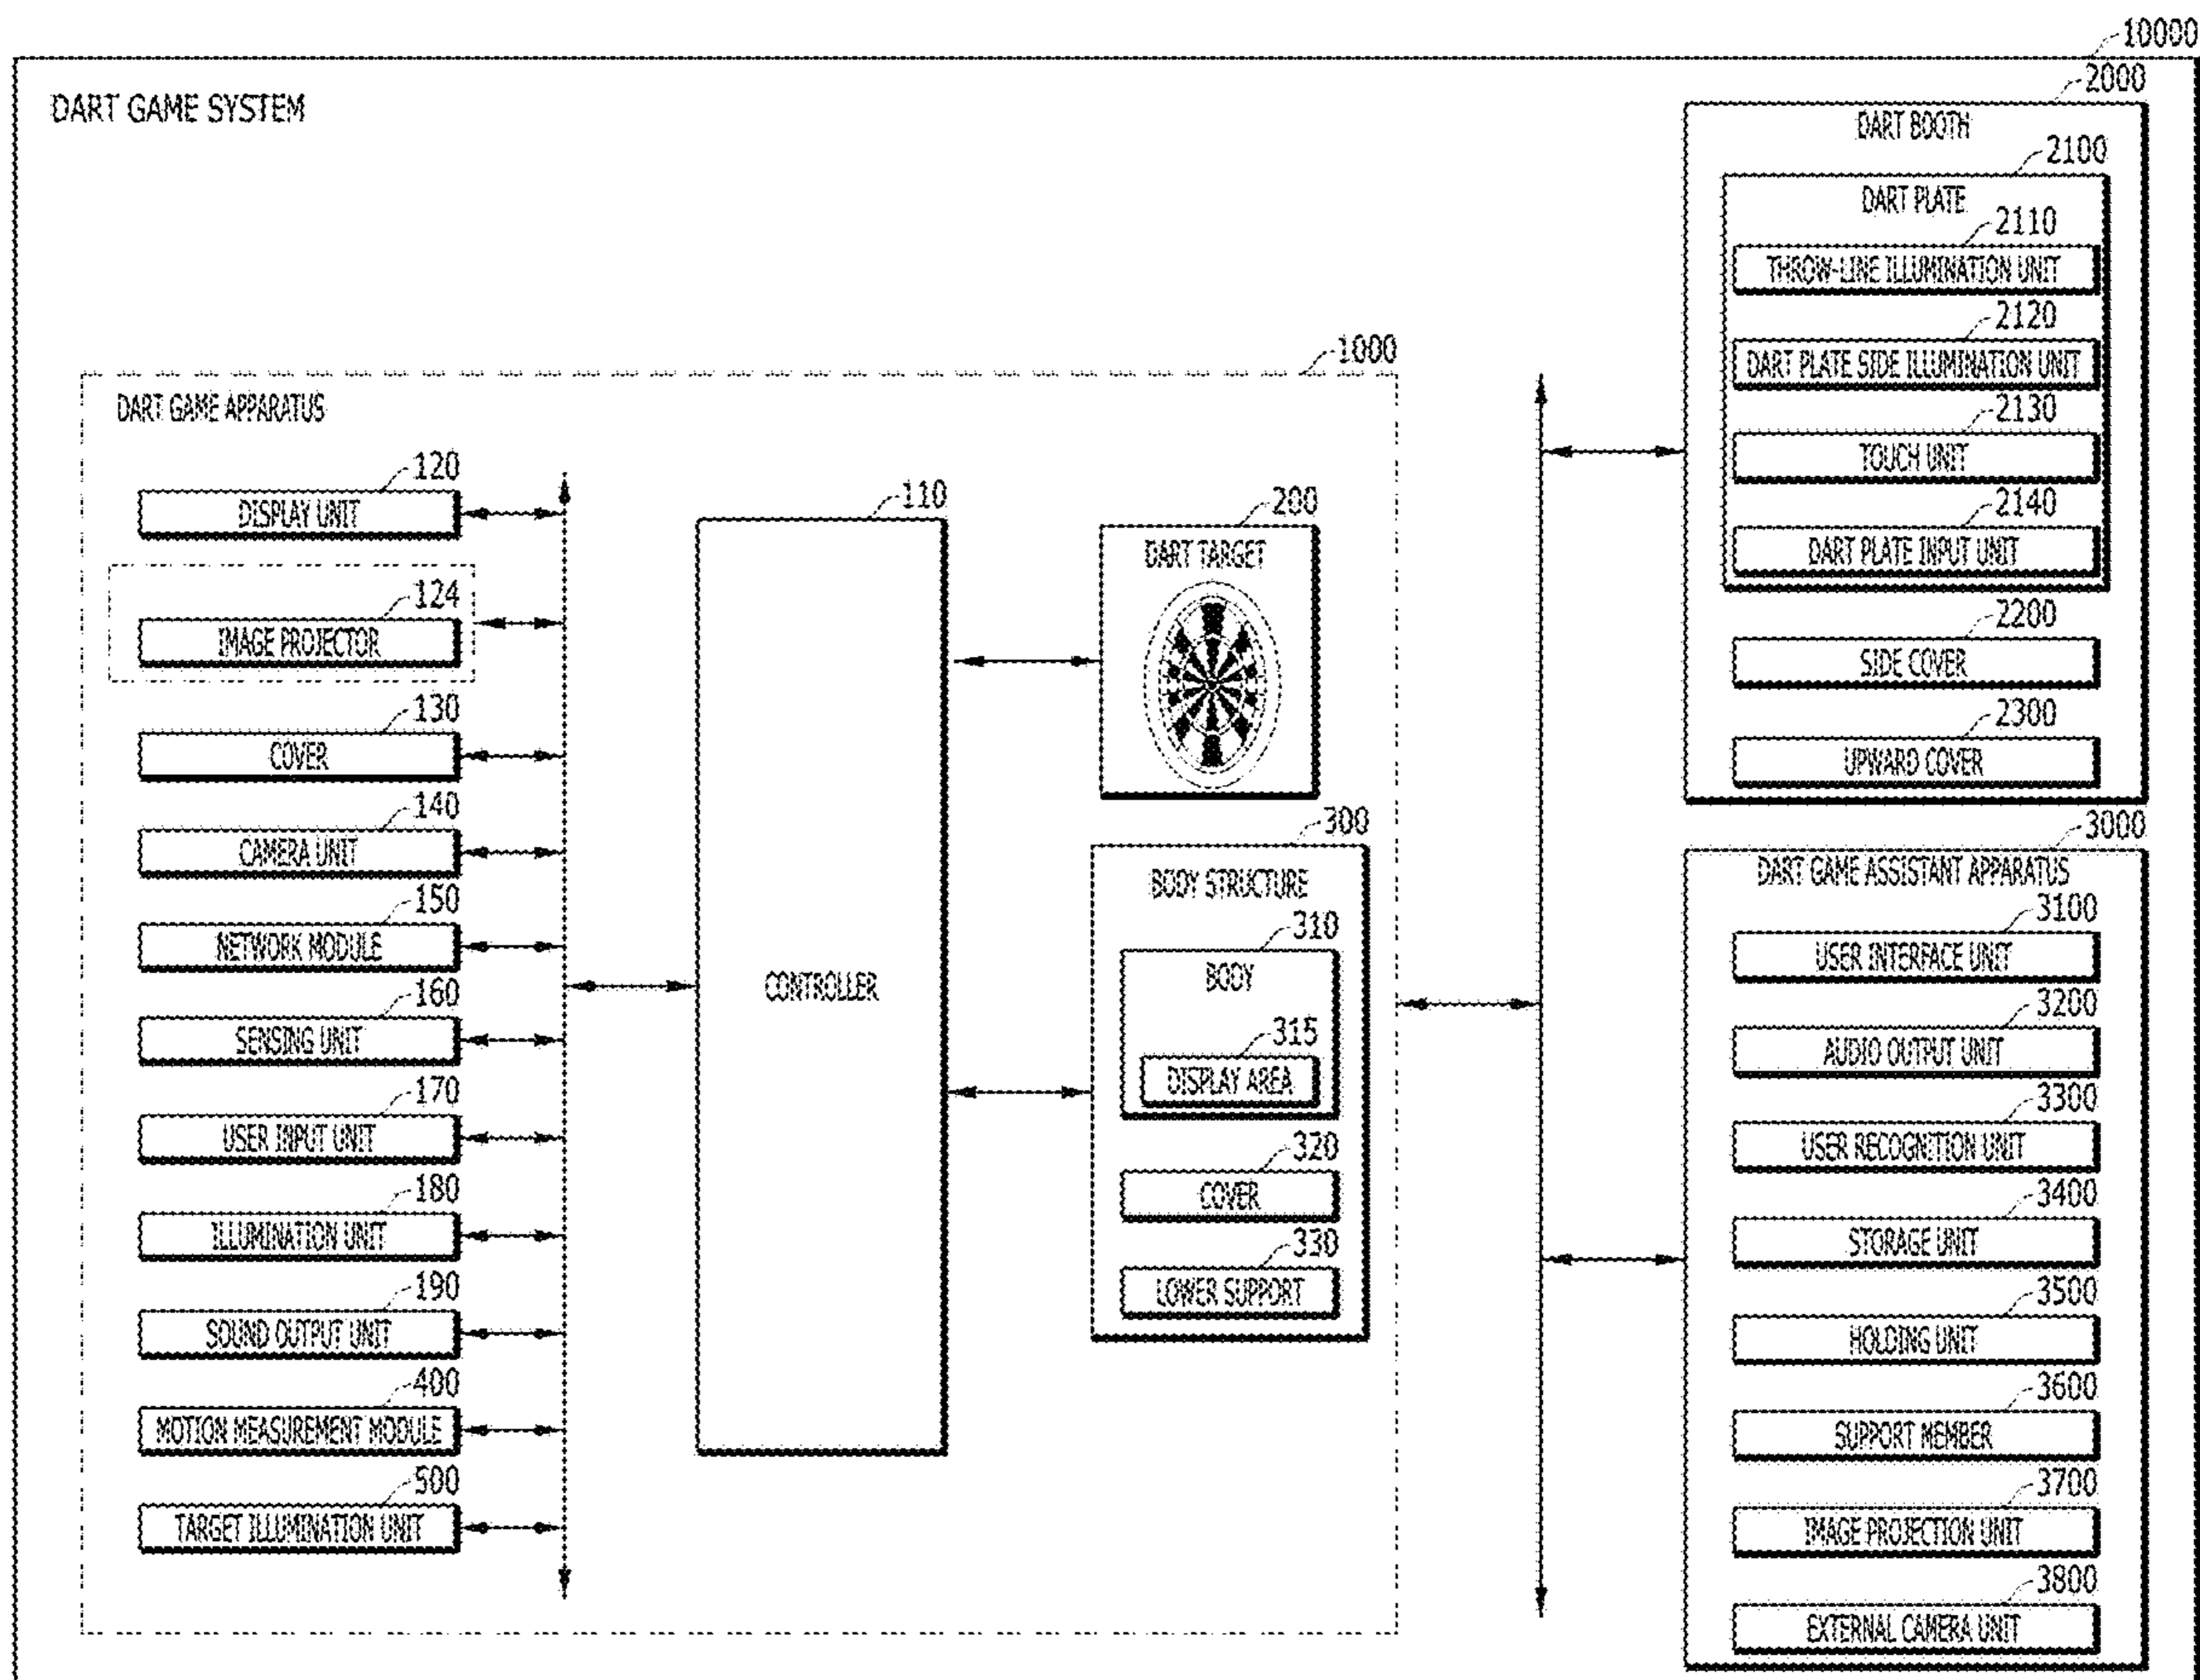 10000
DART GAME SYSTEM
1000
DART GAME APPARATUS
120
DISPLAY UNIT
124
IMAGE PROJECTOR
130
COVER
140
CAMERA UNIT
150
NETWORK MODULE
160
SENSING UNIT
170
USER INPUT UNIT
180
ILLUMINATION UNIT
190
SOUND OUTPUT UNIT
400
MOTION MEASUREMENT MODULE
500
TARGET ILLUMINATION UNIT
110
CONTROLLER
200
DART TARGET
300
BODY STRUCTURE
310
BODY
315
DISPLAY AREA
320
COVER
330
LOWER SUPPORT
2000
DART BOOTH
2100
DART PLATE
2110
THROW-LINE ILLUMINATION UNIT
2120
DART PLATE SIDE ILLUMINATION UNIT
2130
TOUCH UNIT
2140
DART PLATE INPUT UNIT
2200
SIDE COVER
2300
UPWARD COVER
3000
DART GAME ASSISTANT APPARATUS
3100
USER INTERFACE UNIT
3200
AUDIO OUTPUT UNIT
3300
USER RECOGNITION UNIT
3400
STORAGE UNIT
3500
HOLDING UNIT
3600
SUPPORT MEMBER
3700
IMAGE PROJECTION UNIT
3800
EXTERNAL CAMERA UNIT